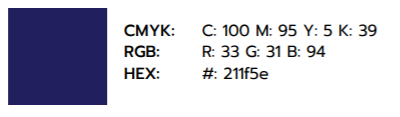 CMYK: C: 100 M: 95 Y: 5 K: 39
RGB: R: 33 G: 31 B: 94
HEX: #: 211f5e